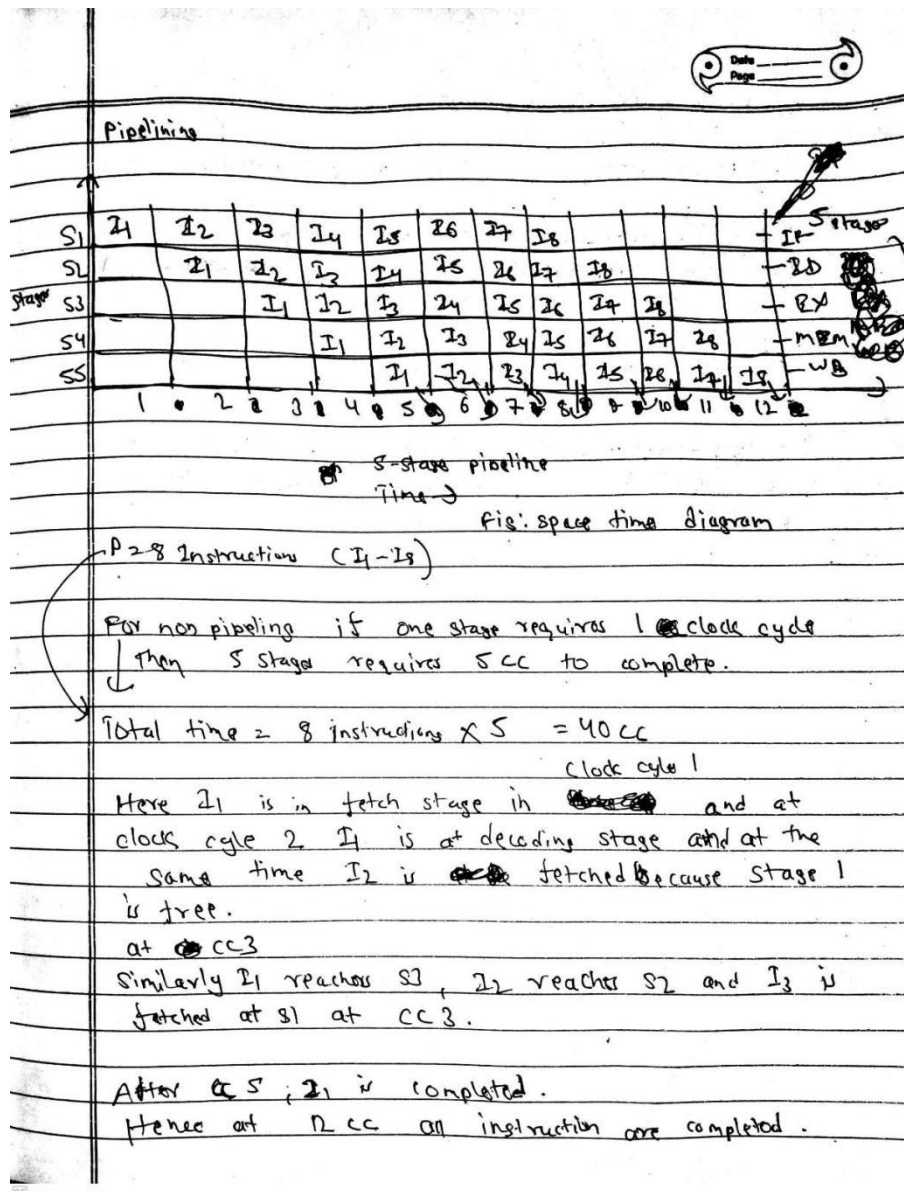 Date
Page
Pipelining
S1 I1 I2 I3 I4 I5 I6 I7 I8 - IF 5 stages
S2 I1 I2 I3 I4 I5 I6 I7 I8 - ID
Stages S3 I1 I2 I3 I4 I5 I6 I7 I8 - EX
S4 I1 I2 I3 I4 I5 I6 I7 I8 - MEM
S5 I1 I2 I3 I4 I5 I6 I7 I8 - WB
1 2 3 4 5 6 7 8 9 10 11 12
5-stage pipeline
Time →
Fig: space time diagram
P = 8 Instructions (I1-I8)
For non pipeling if one stage requires 1 clock cycle
Then 5 stages requires 5 CC to complete.
Total time = 8 instructions × 5 = 40 cc
clock cyle 1
Here I1 is in fetch stage in and at
clock cgle 2 I1 is at decoding stage and at the
same time I2 is fetched because stage 1
is free.
at CC3
Similarly I1 reaches S3, I2 reaches S2 and I3 is
fetched at S1 at CC3.
After CC 5, I1 is completed.
Hence at 12 cc all instruction are completed.